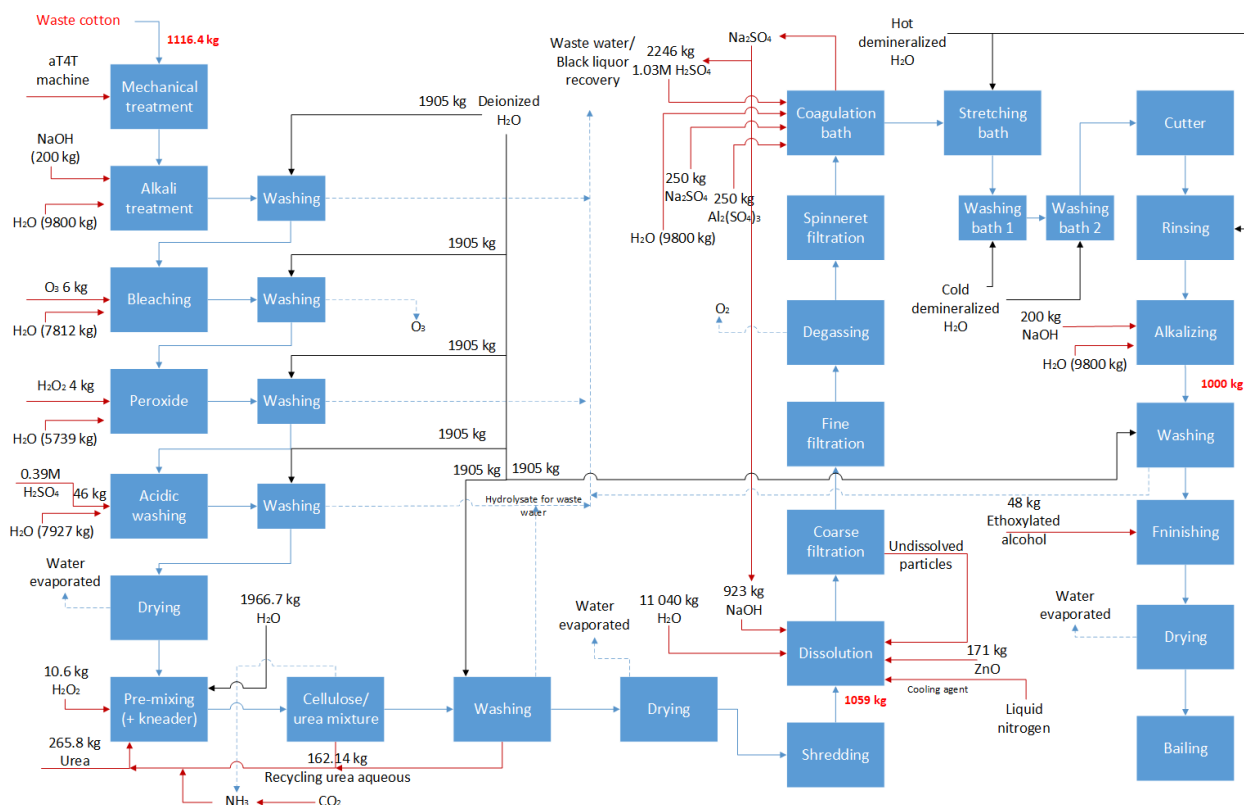 Waste cotton
1116.4 kg
aT4T
machine
Mechanical
treatment
NaOH
(200 kg)
Alkali
treatment
H₂O (9800 kg)
Washing
1905 kg
Deionized
H₂O
Waste water/
Black liquor
recovery
1905 kg
O₃ 6 kg
Bleaching
H₂O (7812 kg)
Washing
O₃
1905 kg
H₂O₂ 4 kg
Peroxide
H₂O (5739 kg)
Washing
1905 kg
0.39M
H₂SO₄
46 kg
Acidic
washing
H₂O (7927 kg)
Washing
1905 kg
1905 kg
Hydrolysate for waste
water
Water
evaporated
Drying
1966.7 kg
H₂O
10.6 kg
H₂O₂
Pre-mixing
(+ kneader)
Cellulose/
urea mixture
Washing
265.8 kg
Urea
162.14 kg
Recycling urea aqueous
NH₃
CO₂
Water
evaporated
Drying
Shredding
1059 kg
11 040 kg
H₂O
923 kg
NaOH
Dissolution
171 kg
ZnO
Cooling agent
Liquid
nitrogen
Undissolved
particles
Coarse
filtration
Fine
filtration
O₂
Degassing
Spinneret
filtration
Na₂SO₄
2246 kg
1.03M H₂SO₄
Coagulation
bath
250 kg
Na₂SO₄
250 kg
Al₂(SO₄)₃
H₂O (9800 kg)
Hot
demineralized
H₂O
Stretching
bath
Washing
bath 1
Washing
bath 2
Cold
demineralized
H₂O
Cutter
Rinsing
200 kg
NaOH
Alkalizing
H₂O (9800 kg)
1000 kg
Washing
48 kg
Ethoxylated
alcohol
Fninishing
Water
evaporated
Drying
Bailing